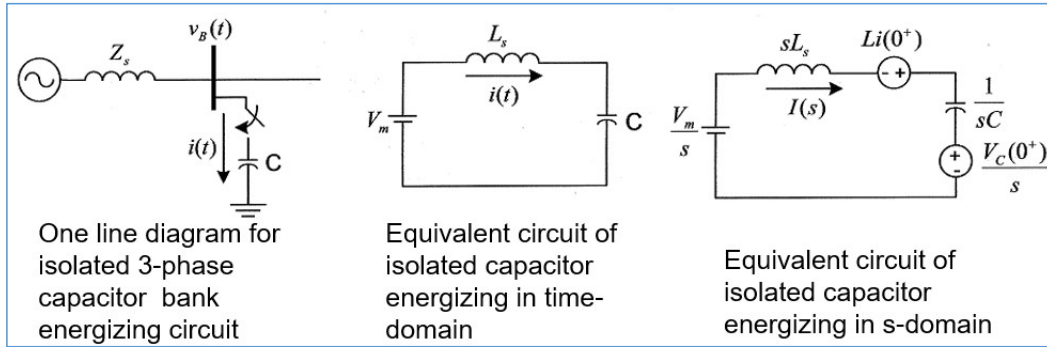 v_B(t)
Z_s
i(t)
C
One line diagram for
isolated 3-phase
capacitor bank
energizing circuit
L_s
i(t)
V_m
C
Equivalent circuit of
isolated capacitor
energizing in time-
domain
sL_s
Li(0⁺)
- +
I(s)
V_m/s
1/sC
+
-
V_C(0⁺)/s
Equivalent circuit of
isolated capacitor
energizing in s-domain